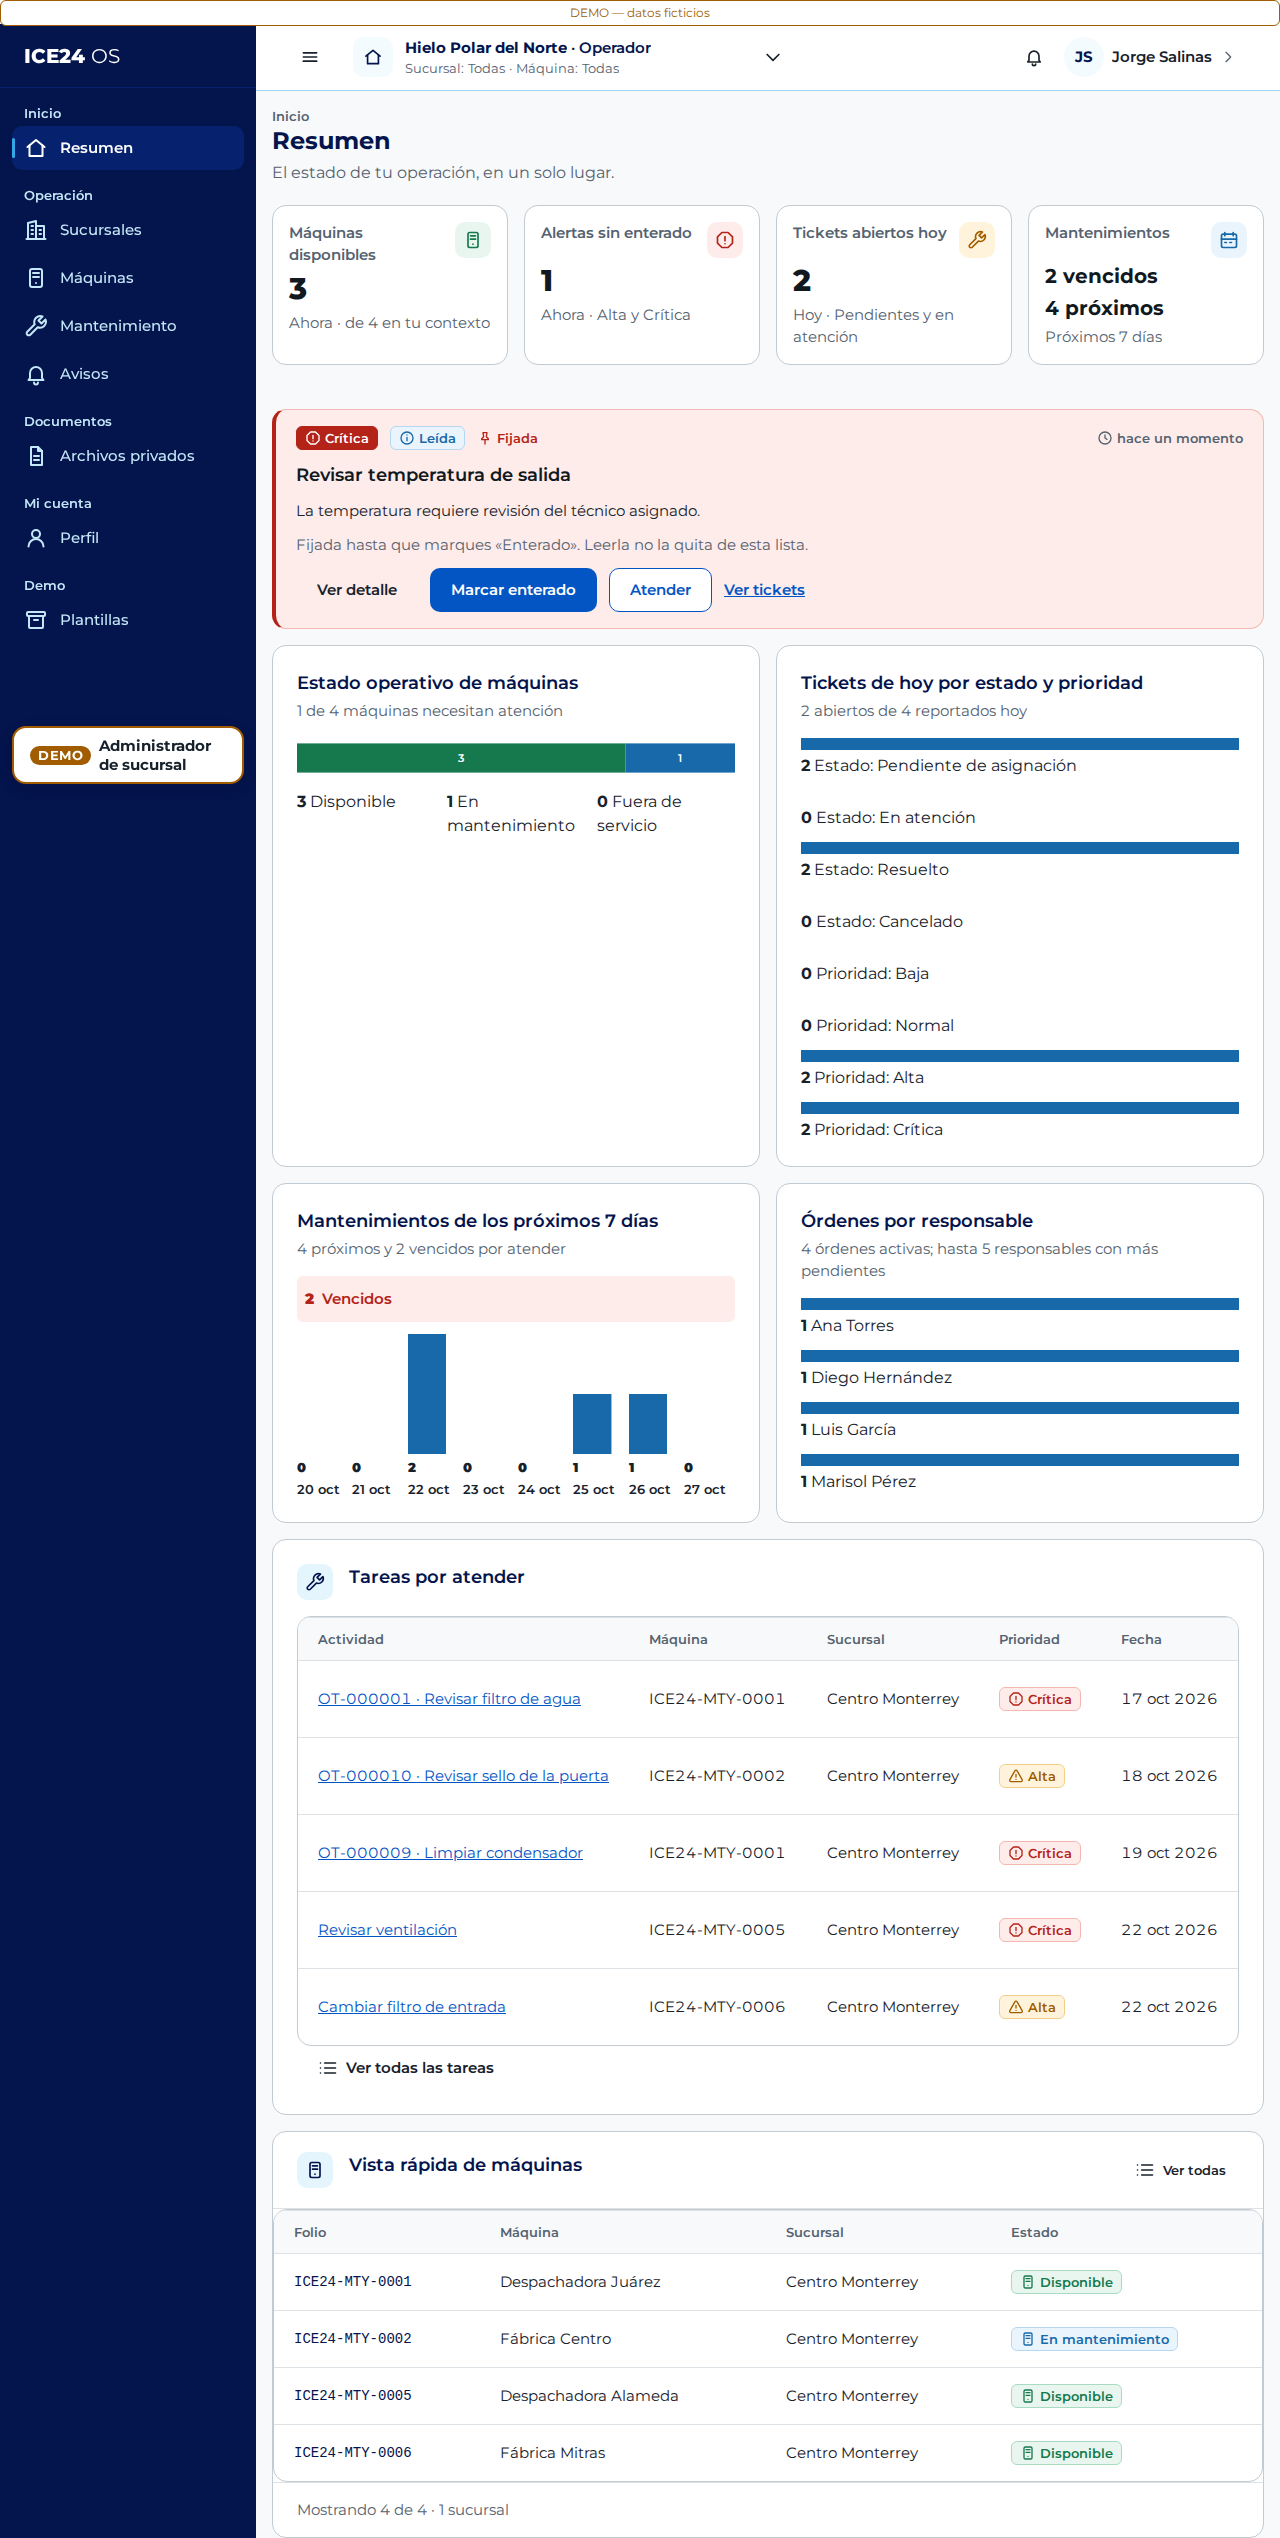 DEMO — datos ficticios
ICE24 OS
Inicio
Resumen
Operación
Sucursales
Máquinas
Mantenimiento
Avisos
Documentos
Archivos privados
Mi cuenta
Perfil
Demo
Plantillas
DEMO Administrador de sucursal
Hielo Polar del Norte · Operador
Sucursal: Todas · Máquina: Todas
JS Jorge Salinas
Inicio
Resumen
El estado de tu operación, en un solo lugar.
Máquinas disponibles
3
Ahora · de 4 en tu contexto
Alertas sin enterado
1
Ahora · Alta y Crítica
Tickets abiertos hoy
2
Hoy · Pendientes y en atención
Mantenimientos
2 vencidos
4 próximos
Próximos 7 días
Crítica Leída Fijada hace un momento
Revisar temperatura de salida
La temperatura requiere revisión del técnico asignado.
Fijada hasta que marques «Enterado». Leerla no la quita de esta lista.
Ver detalle Marcar enterado Atender Ver tickets
Estado operativo de máquinas
1 de 4 máquinas necesitan atención
3 1
3 Disponible
1 En mantenimiento
0 Fuera de servicio
Tickets de hoy por estado y prioridad
2 abiertos de 4 reportados hoy
2 Estado: Pendiente de asignación
0 Estado: En atención
2 Estado: Resuelto
0 Estado: Cancelado
0 Prioridad: Baja
0 Prioridad: Normal
2 Prioridad: Alta
2 Prioridad: Crítica
Mantenimientos de los próximos 7 días
4 próximos y 2 vencidos por atender
2 Vencidos
0 0 2 0 0 1 1 0
20 oct 21 oct 22 oct 23 oct 24 oct 25 oct 26 oct 27 oct
Órdenes por responsable
4 órdenes activas; hasta 5 responsables con más
pendientes
1 Ana Torres
1 Diego Hernández
1 Luis García
1 Marisol Pérez
Tareas por atender
Actividad Máquina Sucursal Prioridad Fecha
OT-000001 · Revisar filtro de agua ICE24-MTY-0001 Centro Monterrey Crítica 17 oct 2026
OT-000010 · Revisar sello de la puerta ICE24-MTY-0002 Centro Monterrey Alta 18 oct 2026
OT-000009 · Limpiar condensador ICE24-MTY-0001 Centro Monterrey Crítica 19 oct 2026
Revisar ventilación ICE24-MTY-0005 Centro Monterrey Crítica 22 oct 2026
Cambiar filtro de entrada ICE24-MTY-0006 Centro Monterrey Alta 22 oct 2026
Ver todas las tareas
Vista rápida de máquinas Ver todas
Folio Máquina Sucursal Estado
ICE24-MTY-0001 Despachadora Juárez Centro Monterrey Disponible
ICE24-MTY-0002 Fábrica Centro Centro Monterrey En mantenimiento
ICE24-MTY-0005 Despachadora Alameda Centro Monterrey Disponible
ICE24-MTY-0006 Fábrica Mitras Centro Monterrey Disponible
Mostrando 4 de 4 · 1 sucursal